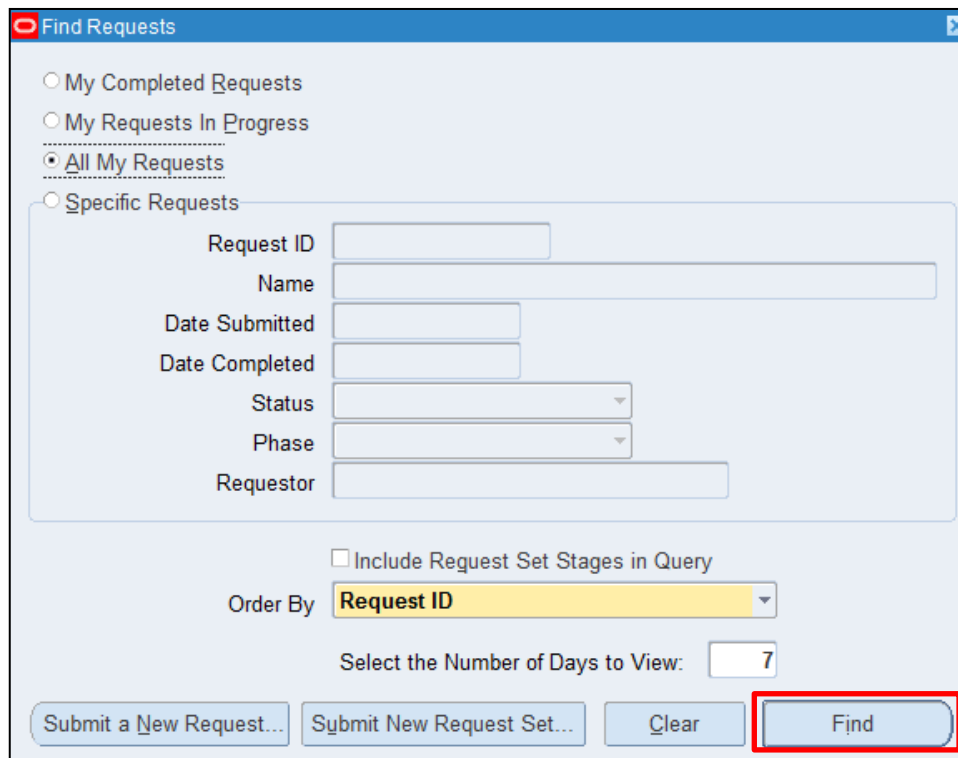 Find Requests
My Completed Requests
My Requests In Progress
All My Requests
Specific Requests
Request ID
Name
Date Submitted
Date Completed
Status
Phase
Requestor
Include Request Set Stages in Query
Order By Request ID
Select the Number of Days to View: 7
Submit a New Request... Submit New Request Set... Clear Find